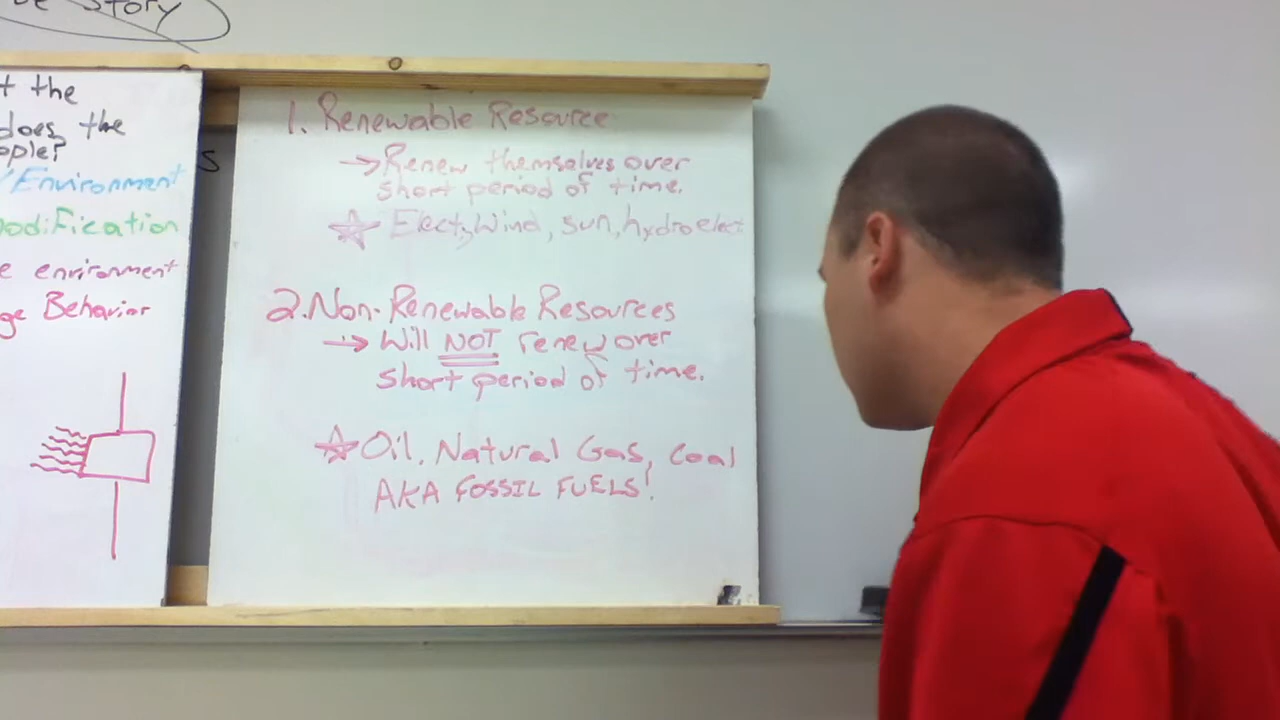 be Story
t the
does, the
ople?
/Environment
modification
e environment
ge Behavior
s
1. Renewable Resource
→ Renew themselves over
short period of time.
☆ Elect, Wind, sun, hydroelect
2. Non-Renewable Resources
→ Will NOT renew over
short period of time.
☆ Oil, Natural Gas, Coal
AKA FOSSIL FUELS!